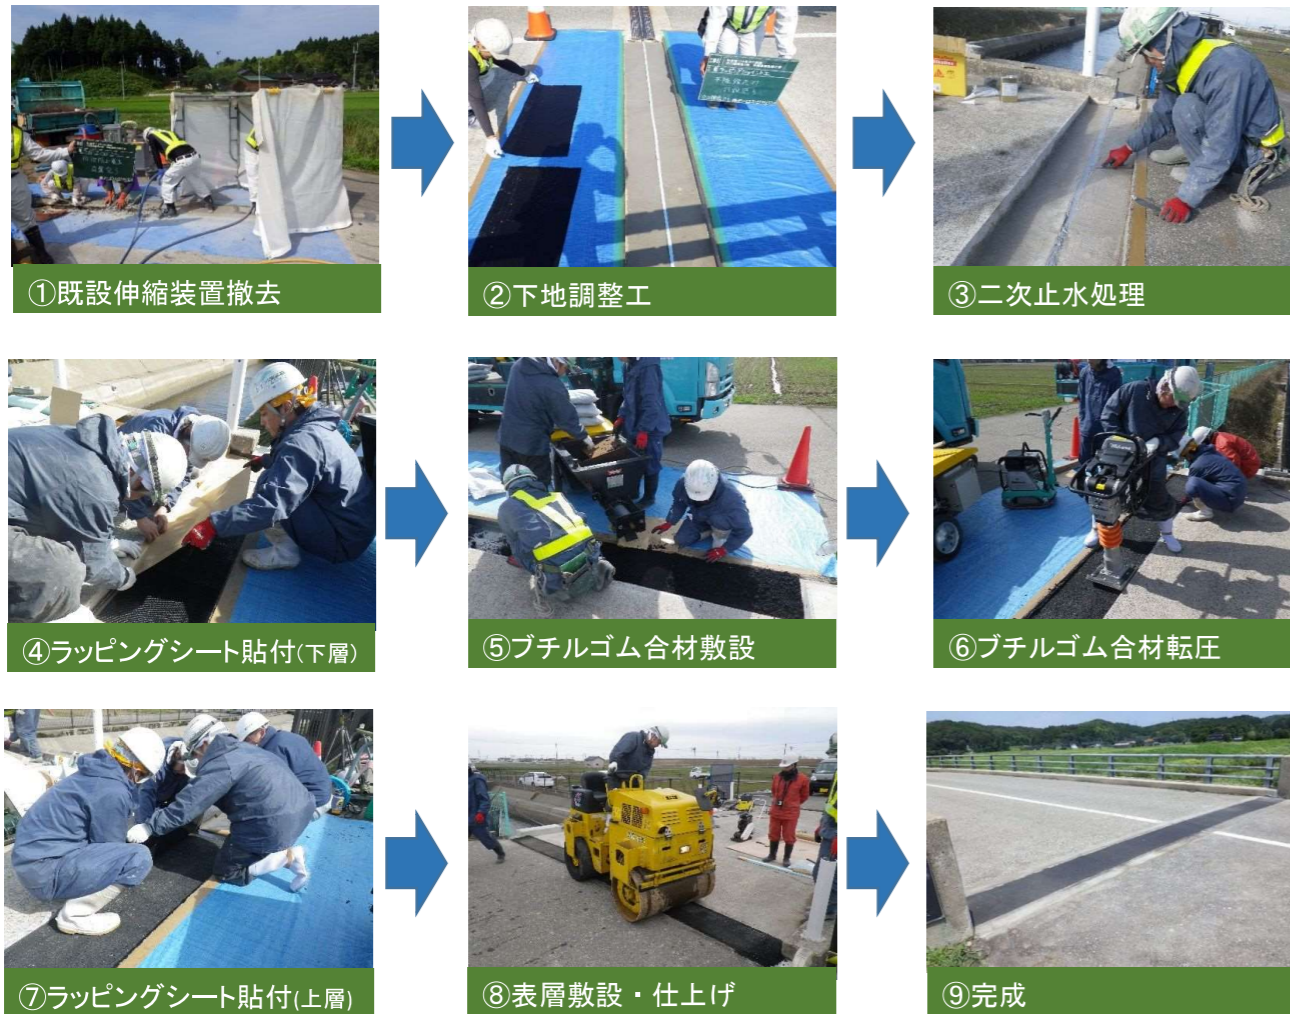 ①既設伸縮装置撤去
②下地調整工
③二次止水処理
④ラッピングシート貼付(下層)
⑤ブチルゴム合材敷設
⑥ブチルゴム合材転圧
⑦ラッピングシート貼付(上層)
⑧表層敷設・仕上げ
⑨完成